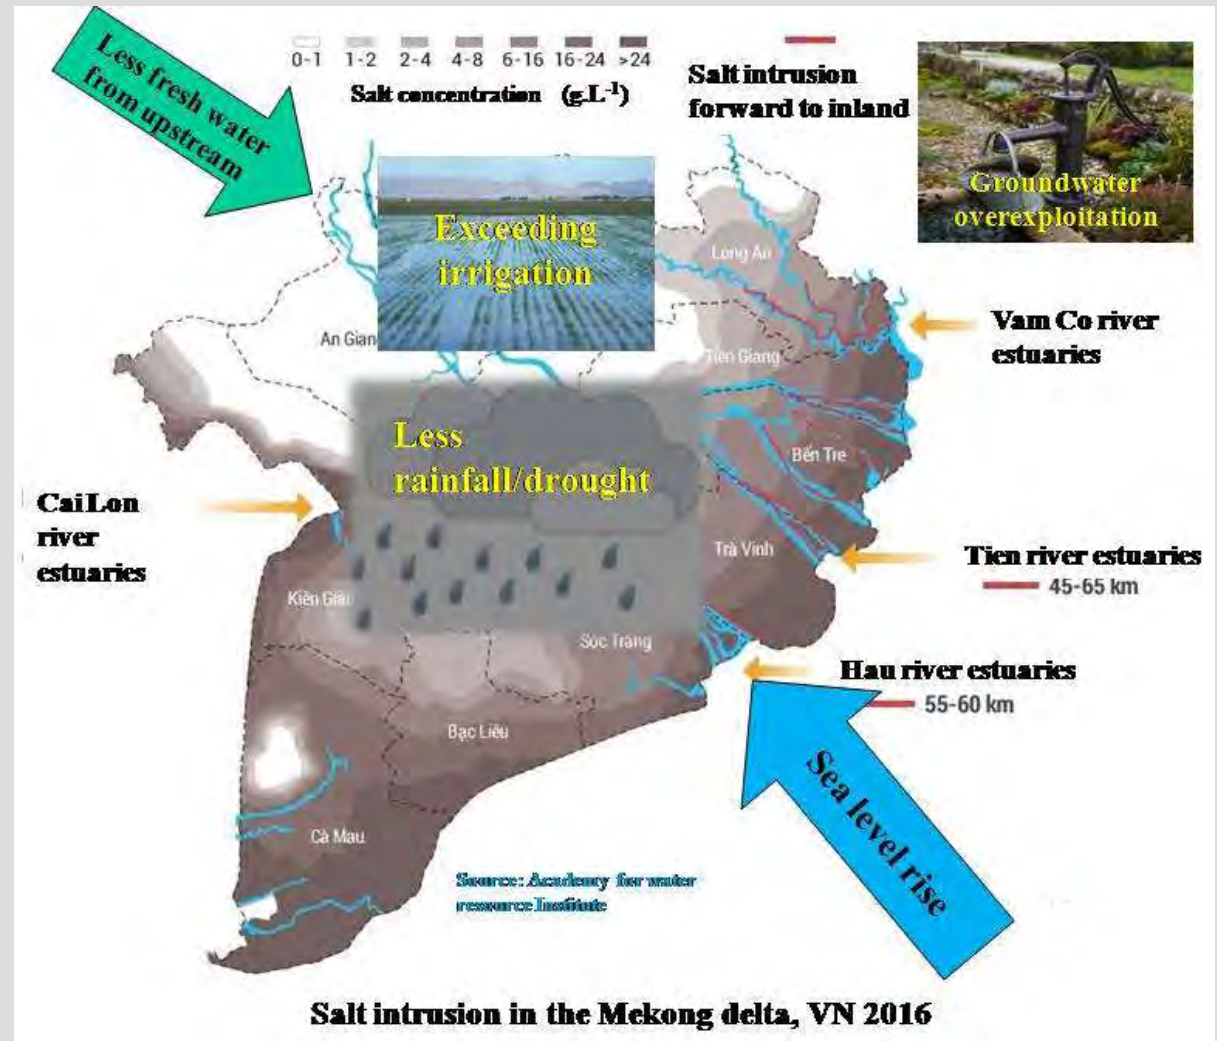 Less fresh water
from upstream
0-1 1-2 2-4 4-8 6-16 16-24 >24
Salt concentration (g.L⁻¹)
Salt intrusion
forward to inland
Groundwater
overexploitation
Exceeding
irrigation
Long An
An Gian
Tiền Giang
Vam Co river
estuaries
Less
rainfall/drought
Bến Tre
Cai Lon
river
estuaries
Trà Vinh
Tien river estuaries
45-65 km
Kiên Gia
Sóc Trăng
Hau river estuaries
55-60 km
Bạc Liêu
Sea level rise
Cà Mau
Source: Academy for water
resource Institute
Salt intrusion in the Mekong delta, VN 2016